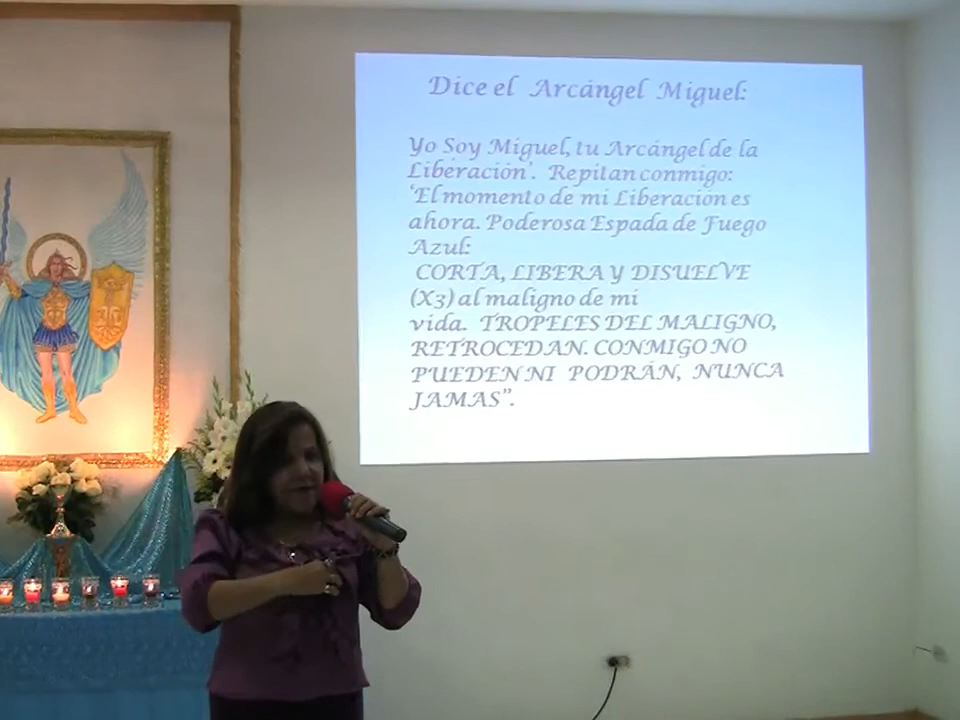 Dice el Arcángel Miguel:
Yo Soy Miguel, tu Arcángel de la
Liberación'. Repitan conmigo:
'El momento de mi Liberación es
ahora. Poderosa Espada de Fuego
Azul:
CORTA, LIBERA Y DISUELVE
(X3) al maligno de mi
vida. TROPELES DEL MALIGNO,
RETROCEDAN. CONMIGO NO
PUEDEN NI PODRÁN, NUNCA
JAMAS".